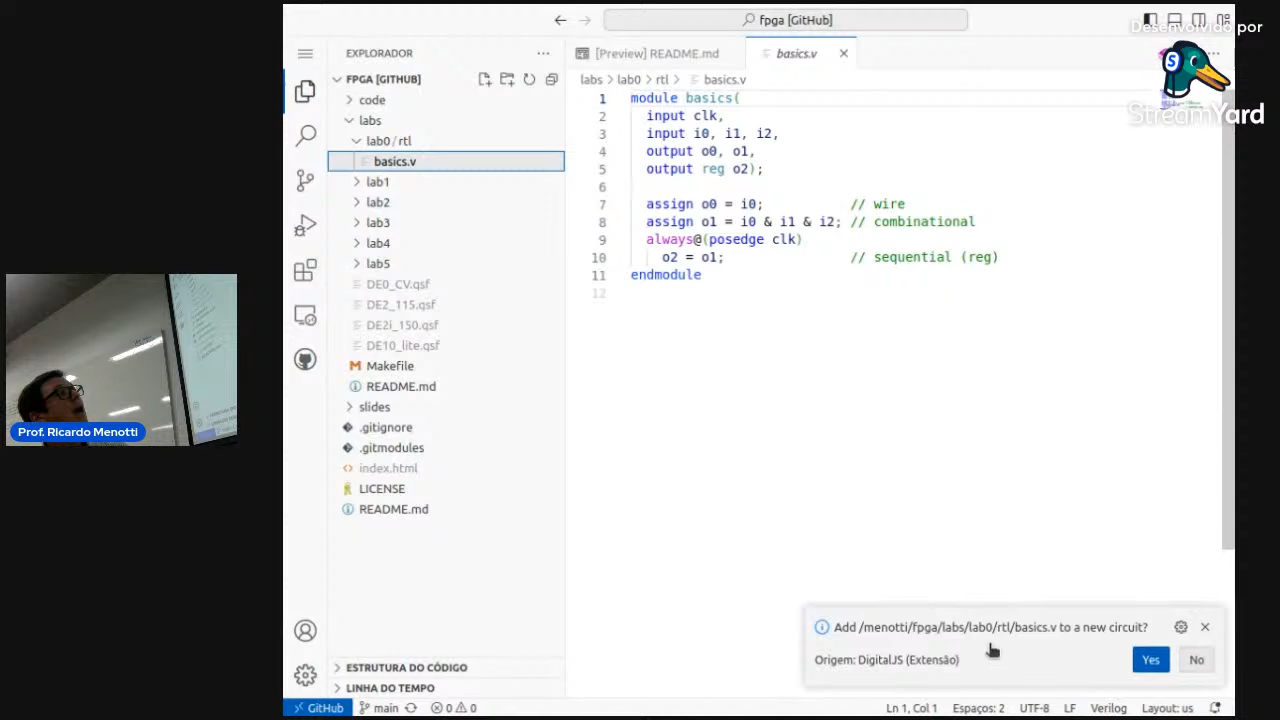 fpga [GitHub]
Desenvolvido por
StreamYard
S
EXPLORADOR
[Preview] README.md
basics.v
FPGA [GITHUB]
labs > lab0 > rtl > basics.v
code
labs
lab0/rtl
basics.v
lab1
lab2
lab3
lab4
lab5
DE0_CV.qsf
DE2_115.qsf
DE2i_150.qsf
DE10_lite.qsf
Makefile
README.md
slides
.gitignore
.gitmodules
index.html
LICENSE
README.md
1 module basics(
2 input clk,
3 input i0, i1, i2,
4 output o0, o1,
5 output reg o2);
6
7 assign o0 = i0; // wire
8 assign o1 = i0 & i1 & i2; // combinational
9 always@(posedge clk)
10 o2 = o1; // sequential (reg)
11 endmodule
12
Prof. Ricardo Menotti
Add /menotti/fpga/labs/lab0/rtl/basics.v to a new circuit?
Origem: DigitalJS (Extensão)
Yes
No
ESTRUTURA DO CÓDIGO
LINHA DO TEMPO
GitHub main 0 0 Ln 1, Col 1 Espaços: 2 UTF-8 LF Verilog Layout: us